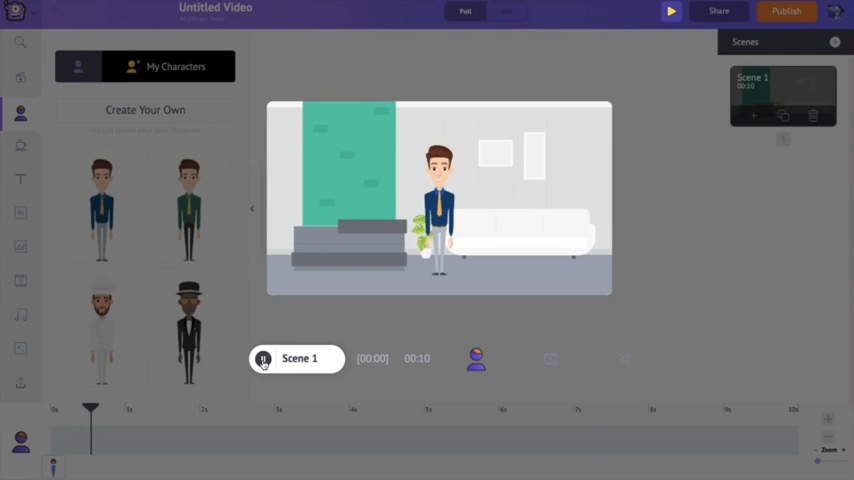 Untitled Video
Full
Share
Publish
Scenes
My Characters
Create Your Own
Scene 1
00:10
Scene 1
[00:00]
00:10
0s
1s
2s
3s
4s
5s
6s
7s
8s
9s
10s
- Zoom +